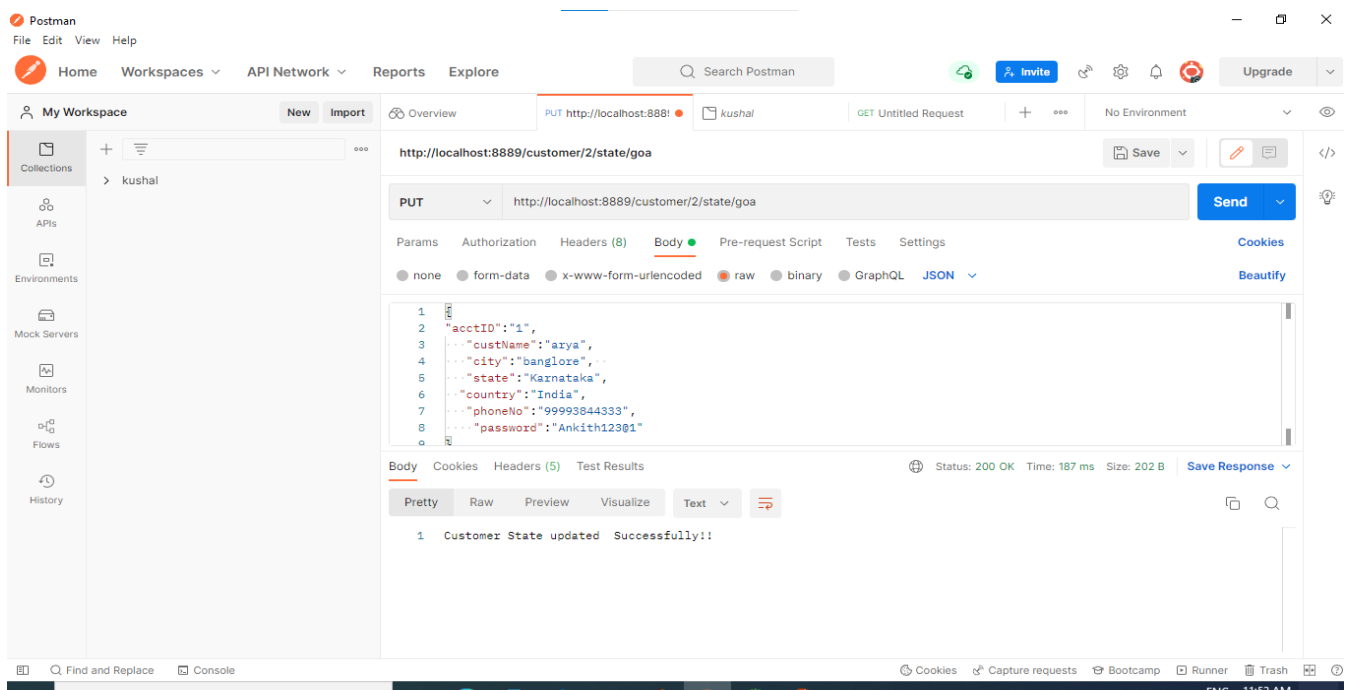 Postman
File Edit View Help
Home Workspaces API Network Reports Explore Search Postman Invite Upgrade
My Workspace New Import Overview PUT http://localhost:888! kushal GET Untitled Request No Environment
Collections
kushal
APIs
Environments
Mock Servers
Monitors
Flows
History
http://localhost:8889/customer/2/state/goa Save
PUT http://localhost:8889/customer/2/state/goa Send
Params Authorization Headers (8) Body Pre-request Script Tests Settings Cookies
none form-data x-www-form-urlencoded raw binary GraphQL JSON Beautify
1 {
2 "acctID":"1",
3 "custName":"arya",
4 "city":"banglore",
5 "state":"Karnataka",
6 "country":"India",
7 "phoneNo":"99993844333",
8 "password":"Ankith123@1"
9 }
Body Cookies Headers (5) Test Results Status: 200 OK Time: 187 ms Size: 202 B Save Response
Pretty Raw Preview Visualize Text
1 Customer State updated  Successfully!!
Find and Replace Console Cookies Capture requests Bootcamp Runner Trash
ENG 11:52 AM